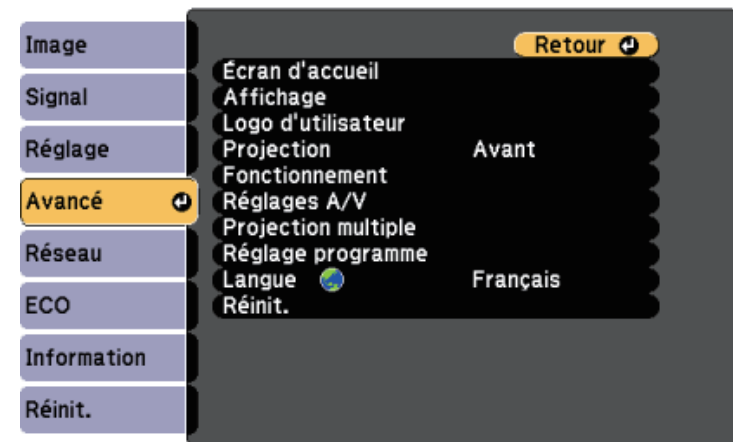 Image
Signal
Réglage
Avancé
Réseau
ECO
Information
Réinit.
Retour
Écran d'accueil
Affichage
Logo d'utilisateur
Projection Avant
Fonctionnement
Réglages A/V
Projection multiple
Réglage programme
Langue Français
Réinit.